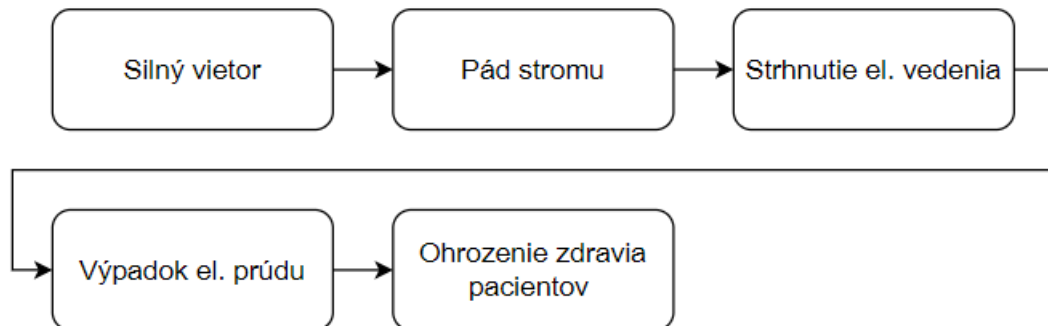 Silný vietor
Pád stromu
Strhnutie el. vedenia
Výpadok el. prúdu
Ohrozenie zdravia
pacientov